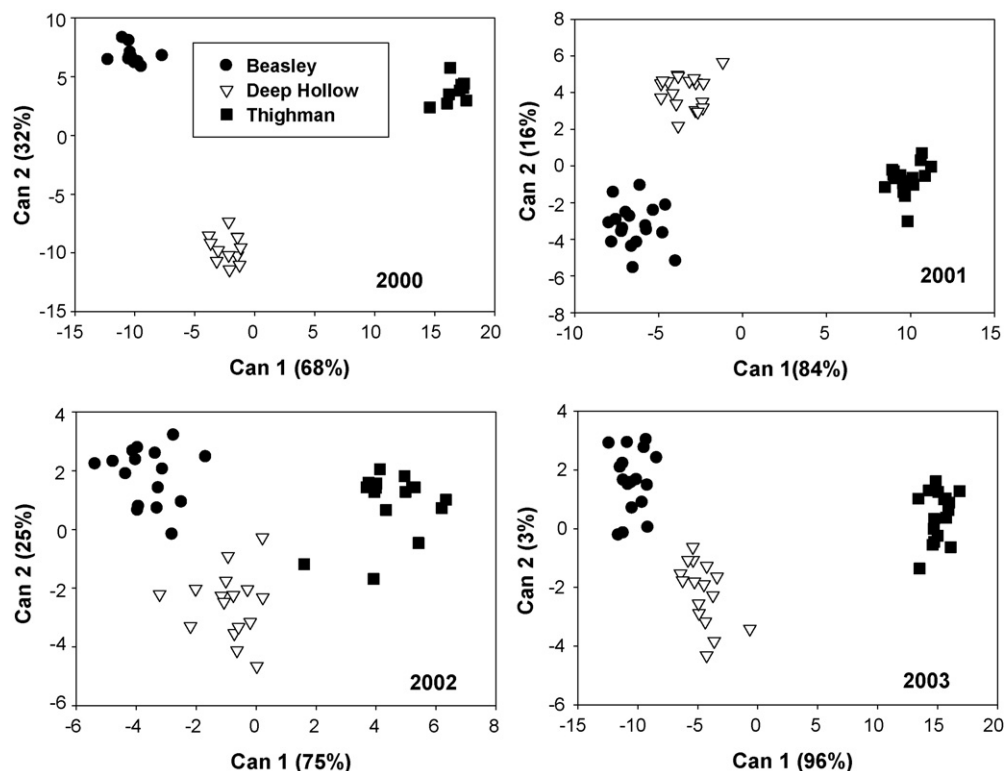 10
5
0
-5
-10
-15
Can 2 (32%)
Beasley
Deep Hollow
Thighman
2000
-15 -10 -5 0 5 10 15 20
Can 1 (68%)
8
6
4
2
0
-2
-4
-6
-8
Can 2 (16%)
2001
-10 -5 0 5 10 15
Can 1(84%)
4
2
0
-2
-4
-6
Can 2 (25%)
2002
-6 -4 -2 0 2 4 6 8
Can 1 (75%)
4
2
0
-2
-4
-6
Can 2 (3%)
2003
-15 -10 -5 0 5 10 15 20
Can 1 (96%)